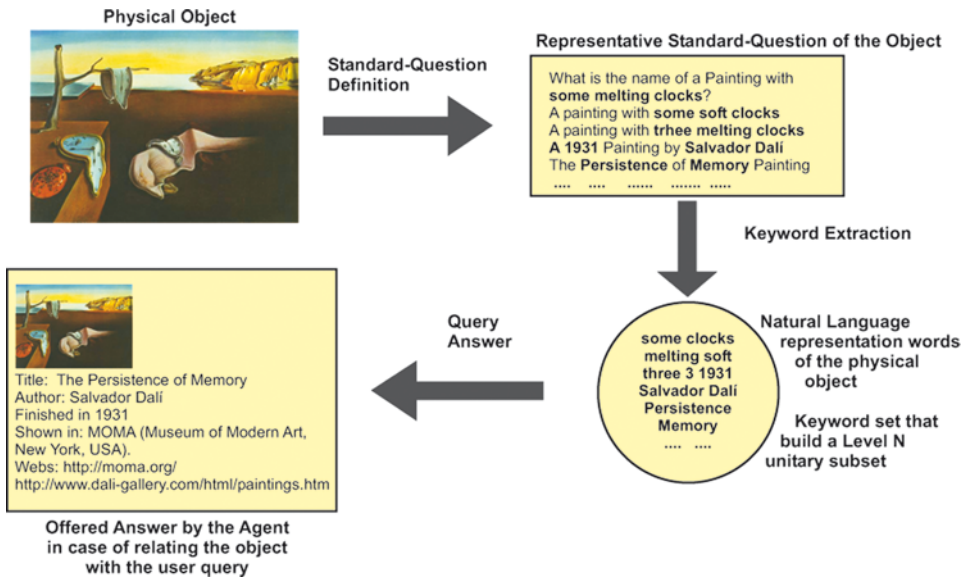 Physical Object
Standard-Question
Definition
Representative Standard-Question of the Object
What is the name of a Painting with
some melting clocks?
A painting with some soft clocks
A painting with trhee melting clocks
A 1931 Painting by Salvador Dalí
The Persistence of Memory Painting
.... .... ...... ....... .....
Keyword Extraction
some clocks
melting soft
three 3 1931
Salvador Dalí
Persistence
Memory
.... ....
Natural Language
representation words
of the physical
object
Keyword set that
build a Level N
unitary subset
Query
Answer
Title: The Persistence of Memory
Author: Salvador Dalí
Finished in 1931
Shown in: MOMA (Museum of Modern Art,
New York, USA).
Webs: http://moma.org/
http://www.dali-gallery.com/html/paintings.htm
Offered Answer by the Agent
in case of relating the object
with the user query